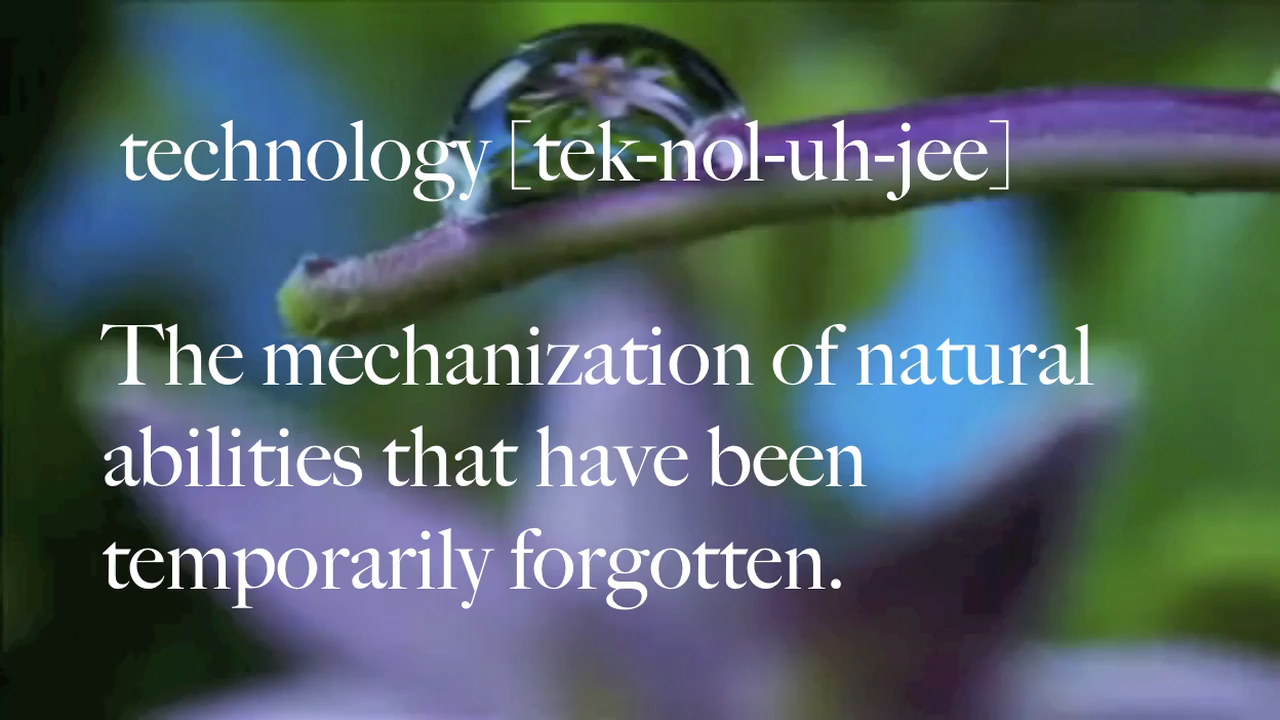 technology [tek-nol-uh-jee]
The mechanization of natural
abilities that have been
temporarily forgotten.